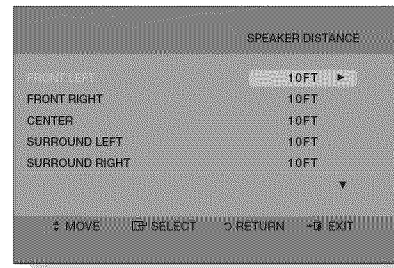 SPEAKER DISTANCE
FRONT LEFT 10FT ►
FRONT RIGHT 10FT
CENTER 10FT
SURROUND LEFT 10FT
SURROUND RIGHT 10FT
▼
MOVE SELECT RETURN EXIT